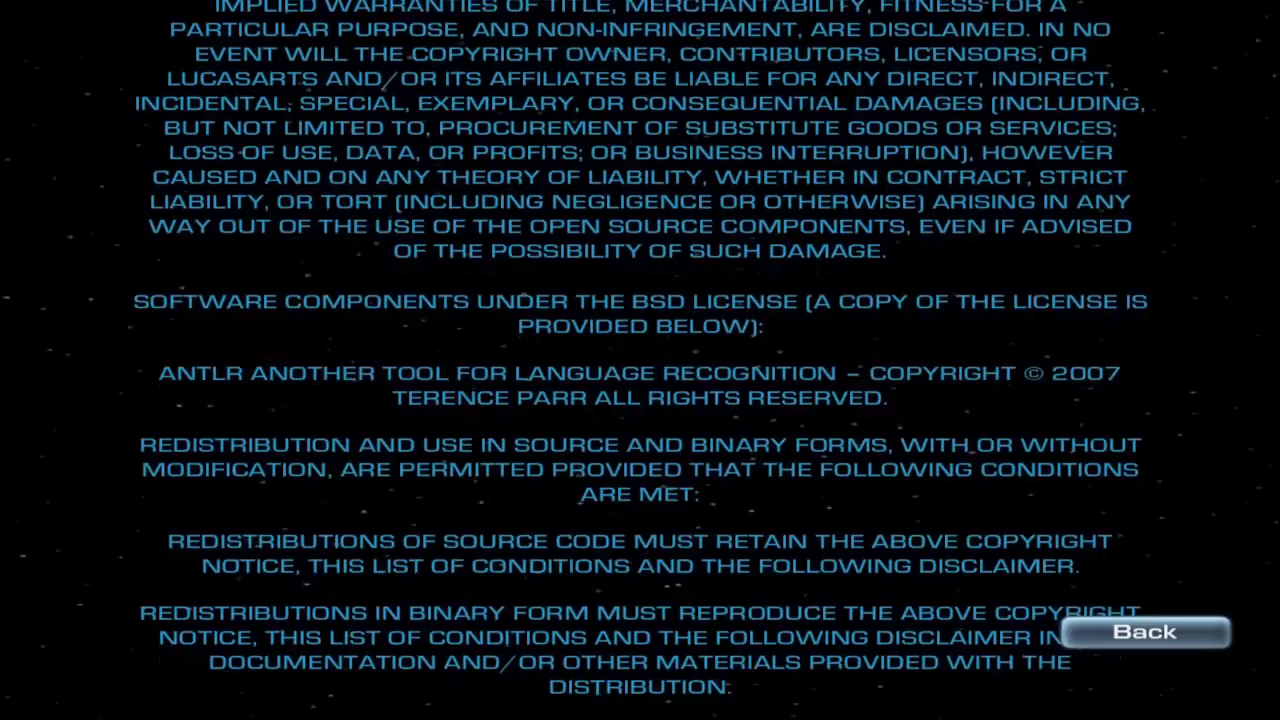 IMPLIED WARRANTIES OF TITLE, MERCHANTABILITY, FITNESS FOR A
PARTICULAR PURPOSE, AND NON-INFRINGEMENT, ARE DISCLAIMED. IN NO
EVENT WILL THE COPYRIGHT OWNER, CONTRIBUTORS, LICENSORS, OR
LUCASARTS AND/OR ITS AFFILIATES BE LIABLE FOR ANY DIRECT, INDIRECT,
INCIDENTAL, SPECIAL, EXEMPLARY, OR CONSEQUENTIAL DAMAGES (INCLUDING,
BUT NOT LIMITED TO, PROCUREMENT OF SUBSTITUTE GOODS OR SERVICES;
LOSS OF USE, DATA, OR PROFITS; OR BUSINESS INTERRUPTION), HOWEVER
CAUSED AND ON ANY THEORY OF LIABILITY, WHETHER IN CONTRACT, STRICT
LIABILITY, OR TORT (INCLUDING NEGLIGENCE OR OTHERWISE) ARISING IN ANY
WAY OUT OF THE USE OF THE OPEN SOURCE COMPONENTS, EVEN IF ADVISED
OF THE POSSIBILITY OF SUCH DAMAGE.
SOFTWARE COMPONENTS UNDER THE BSD LICENSE (A COPY OF THE LICENSE IS
PROVIDED BELOW):
ANTLR ANOTHER TOOL FOR LANGUAGE RECOGNITION – COPYRIGHT © 2007
TERENCE PARR ALL RIGHTS RESERVED.
REDISTRIBUTION AND USE IN SOURCE AND BINARY FORMS, WITH OR WITHOUT
MODIFICATION, ARE PERMITTED PROVIDED THAT THE FOLLOWING CONDITIONS
ARE MET:
REDISTRIBUTIONS OF SOURCE CODE MUST RETAIN THE ABOVE COPYRIGHT
NOTICE, THIS LIST OF CONDITIONS AND THE FOLLOWING DISCLAIMER.
REDISTRIBUTIONS IN BINARY FORM MUST REPRODUCE THE ABOVE COPYRIGHT
NOTICE, THIS LIST OF CONDITIONS AND THE FOLLOWING DISCLAIMER IN
Back
DOCUMENTATION AND/OR OTHER MATERIALS PROVIDED WITH THE
DISTRIBUTION.